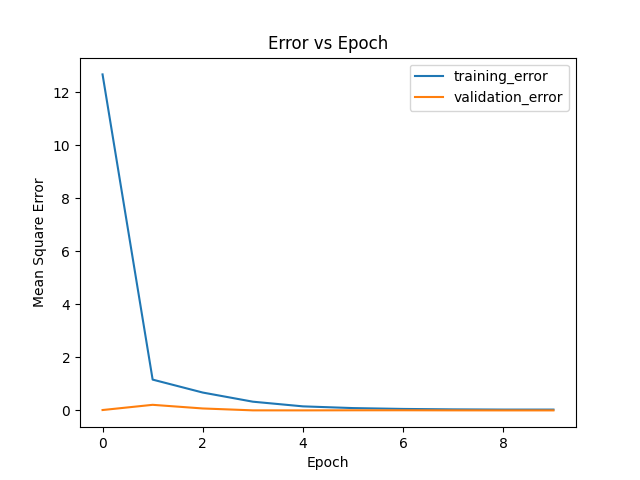 Error vs Epoch
training_error
validation_error
Mean Square Error
12
10
8
6
4
2
0
0 2 4 6 8
Epoch